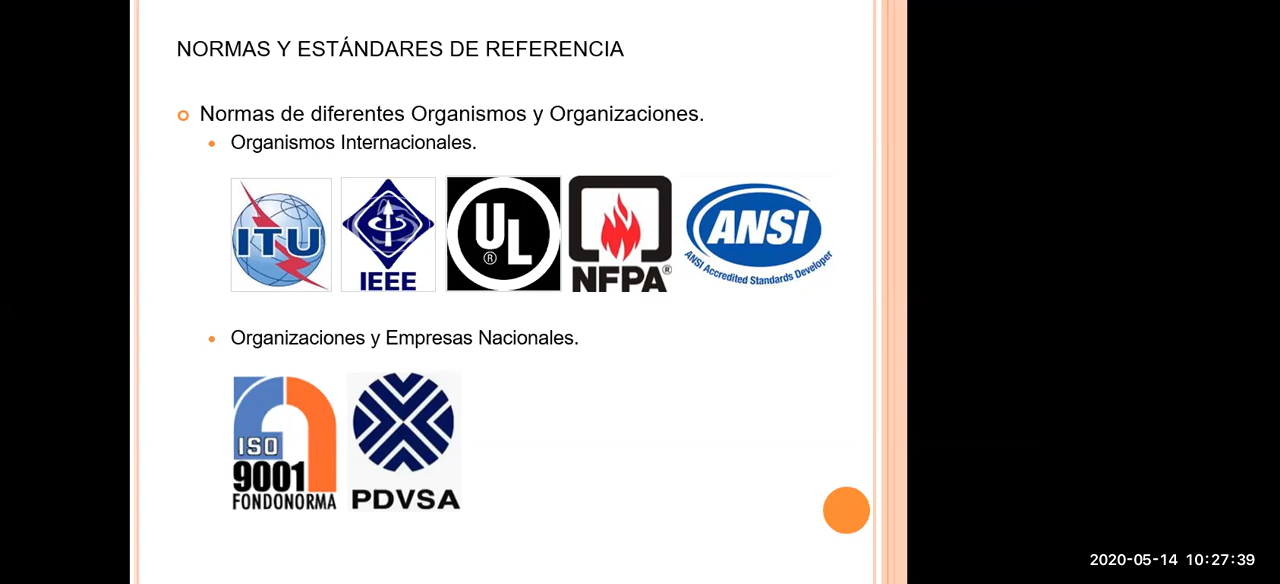 NORMAS Y ESTÁNDARES DE REFERENCIA
Normas de diferentes Organismos y Organizaciones.
Organismos Internacionales.
ITU
IEEE
UL
®
NFPA®
ANSI
ANSI Accredited Standards Developer
Organizaciones y Empresas Nacionales.
ISO
9001
FONDONORMA
PDVSA
2020-05-14 10:27:39